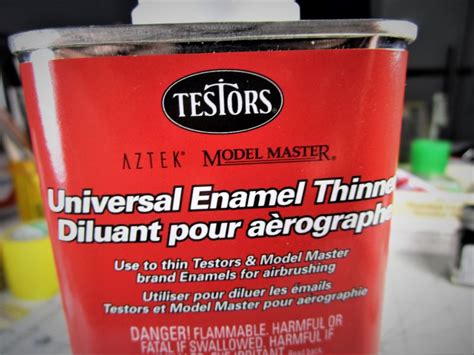 TESTORS
AZTEK® MODEL MASTER®
Universal Enamel Thinne
Diluant pour aèrographe
Use to thin Testors & Model Master
brand Enamels for airbrushing
Utiliser pour diluer les émails
Testors et Model Master pour aérographie
DANGER! FLAMMABLE. HARMFUL OR
FATAL IF SWALLOWED. HARMFUL IF
Read back